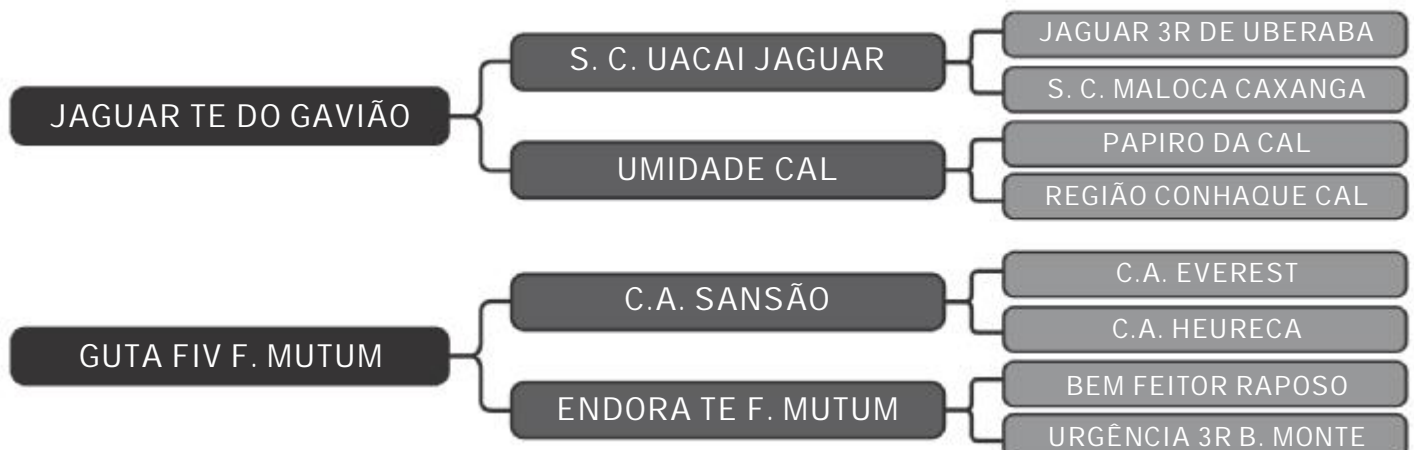 JAGUAR TE DO GAVIÃO
S. C. UACAI JAGUAR
JAGUAR 3R DE UBERABA
S. C. MALOCA CAXANGA
UMIDADE CAL
PAPIRO DA CAL
REGIÃO CONHAQUE CAL
GUTA FIV F. MUTUM
C.A. SANSÃO
C.A. EVEREST
C.A. HEURECA
ENDORA TE F. MUTUM
BEM FEITOR RAPOSO
URGÊNCIA 3R B. MONTE